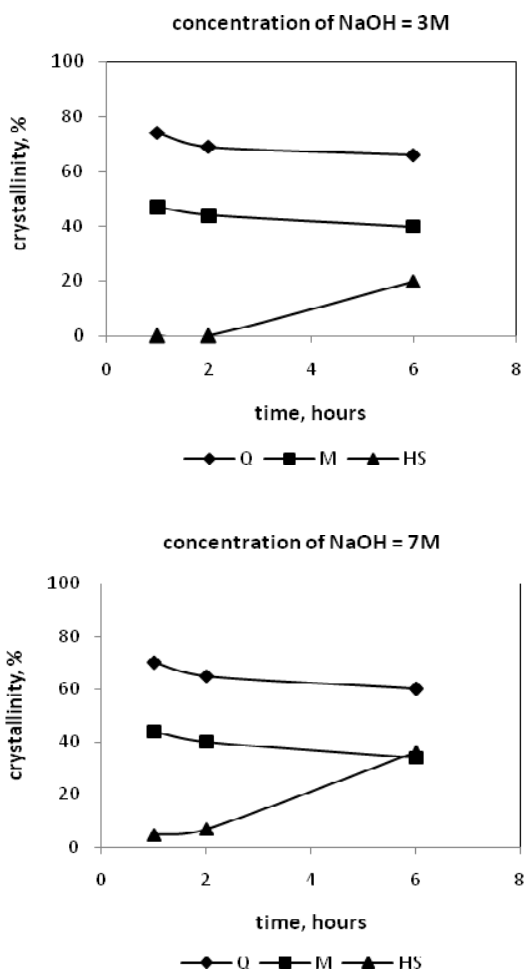 concentration of NaOH = 3M
100
80
60
40
20
0
0 2 4 6 8
crystallinity, %
time, hours
Q M HS
concentration of NaOH = 7M
100
80
60
40
20
0
0 2 4 6 8
crystallinity, %
time, hours
Q M HS